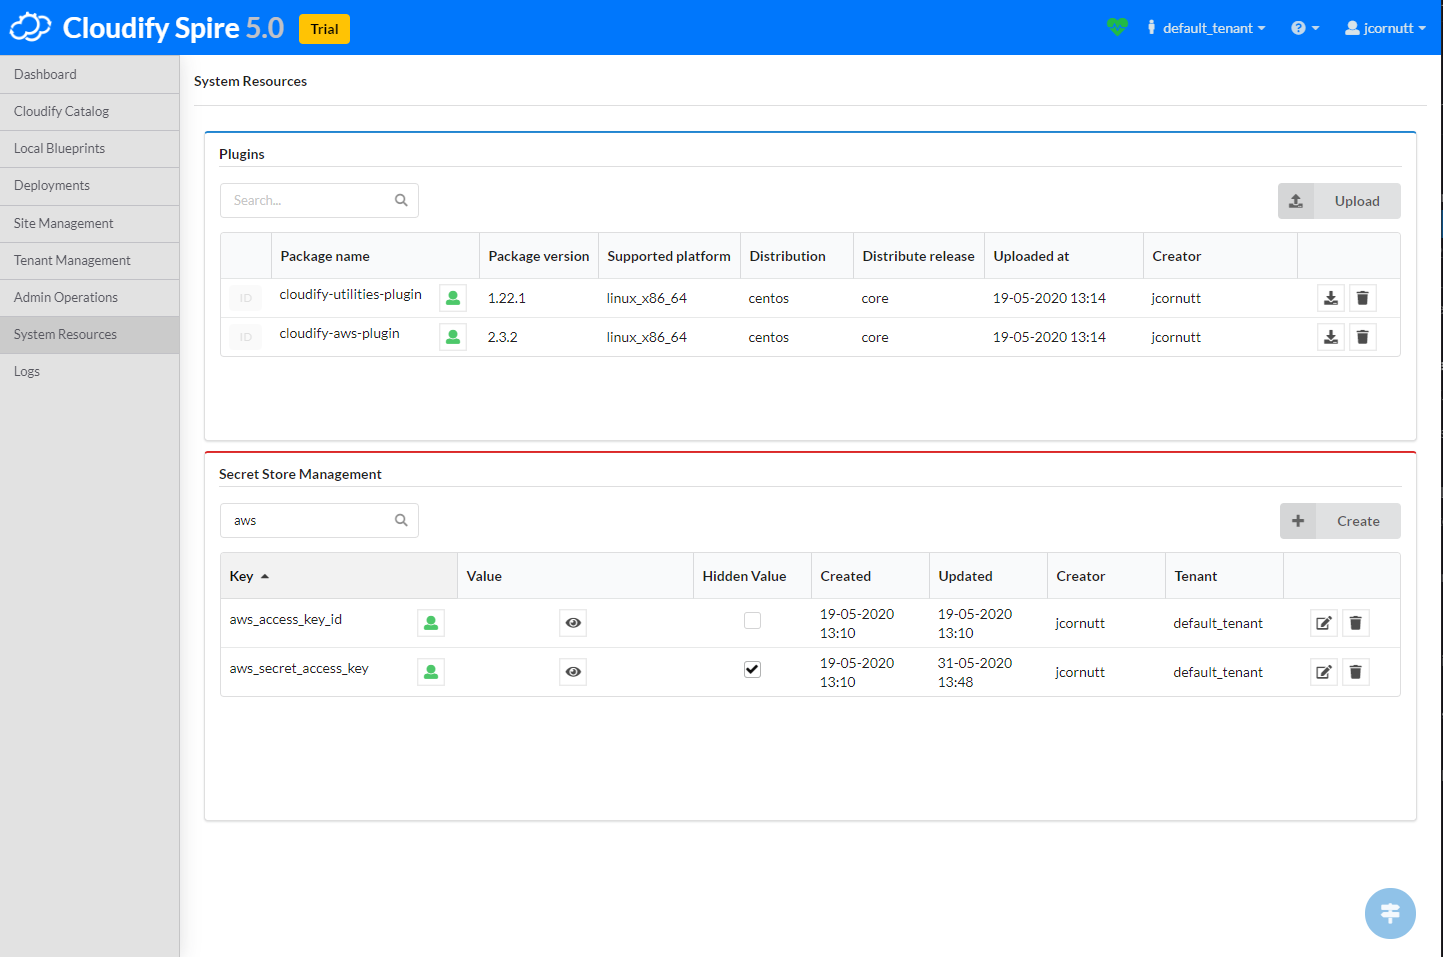 Cloudify Spire 5.0 Trial default_tenant jcornutt
Dashboard
Cloudify Catalog
Local Blueprints
Deployments
Site Management
Tenant Management
Admin Operations
System Resources
Logs
System Resources
Plugins
Search...
Upload
Package name Package version Supported platform Distribution Distribute release Uploaded at Creator
ID cloudify-utilities-plugin 1.22.1 linux_x86_64 centos core 19-05-2020 13:14 jcornutt
ID cloudify-aws-plugin 2.3.2 linux_x86_64 centos core 19-05-2020 13:14 jcornutt
Secret Store Management
aws
Create
Key Value Hidden Value Created Updated Creator Tenant
aws_access_key_id 19-05-2020 13:10 19-05-2020 13:10 jcornutt default_tenant
aws_secret_access_key 19-05-2020 13:10 31-05-2020 13:48 jcornutt default_tenant